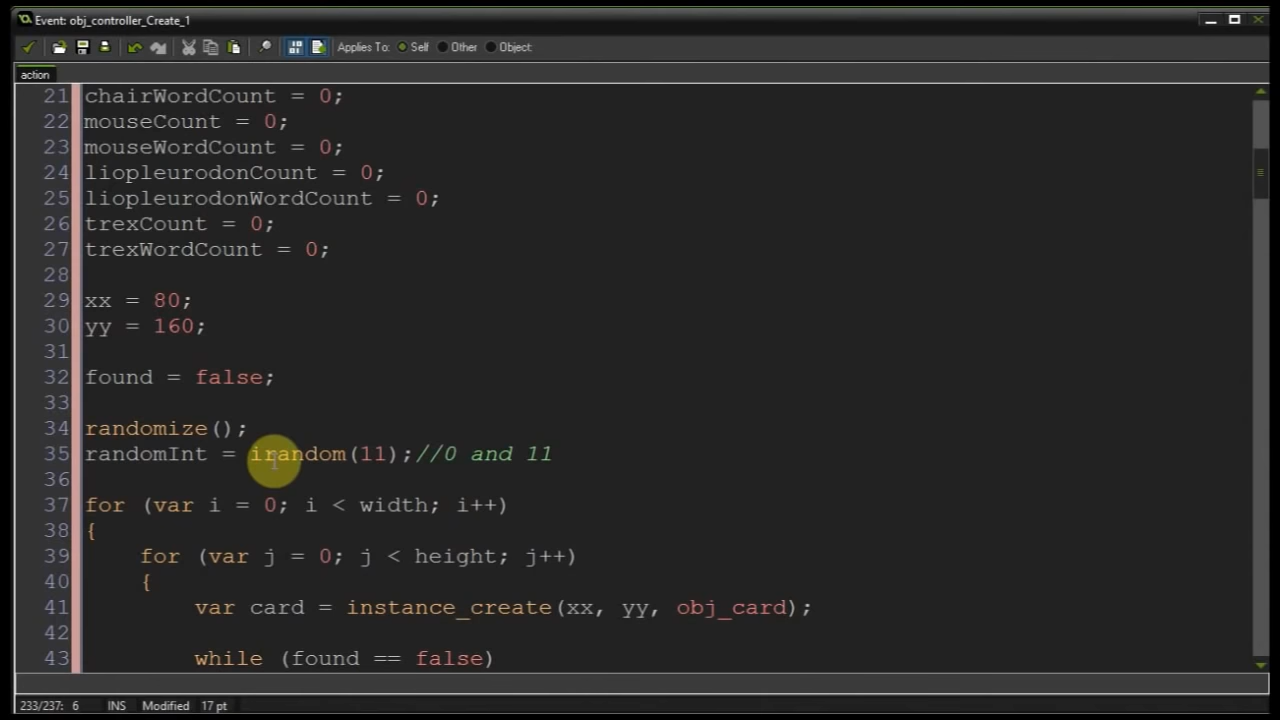 Event: obj_controller_Create_1
Applies To: Self Other Object:
action
21 chairWordCount = 0;
22 mouseCount = 0;
23 mouseWordCount = 0;
24 liopleurodonCount = 0;
25 liopleurodonWordCount = 0;
26 trexCount = 0;
27 trexWordCount = 0;
28
29 xx = 80;
30 yy = 160;
31
32 found = false;
33
34 randomize();
35 randomInt = irandom(11);//0 and 11
36
37 for (var i = 0; i < width; i++)
38 {
39 for (var j = 0; j < height; j++)
40 {
41 var card = instance_create(xx, yy, obj_card);
42
43 while (found == false)
233/237: 6 INS Modified 17 pt